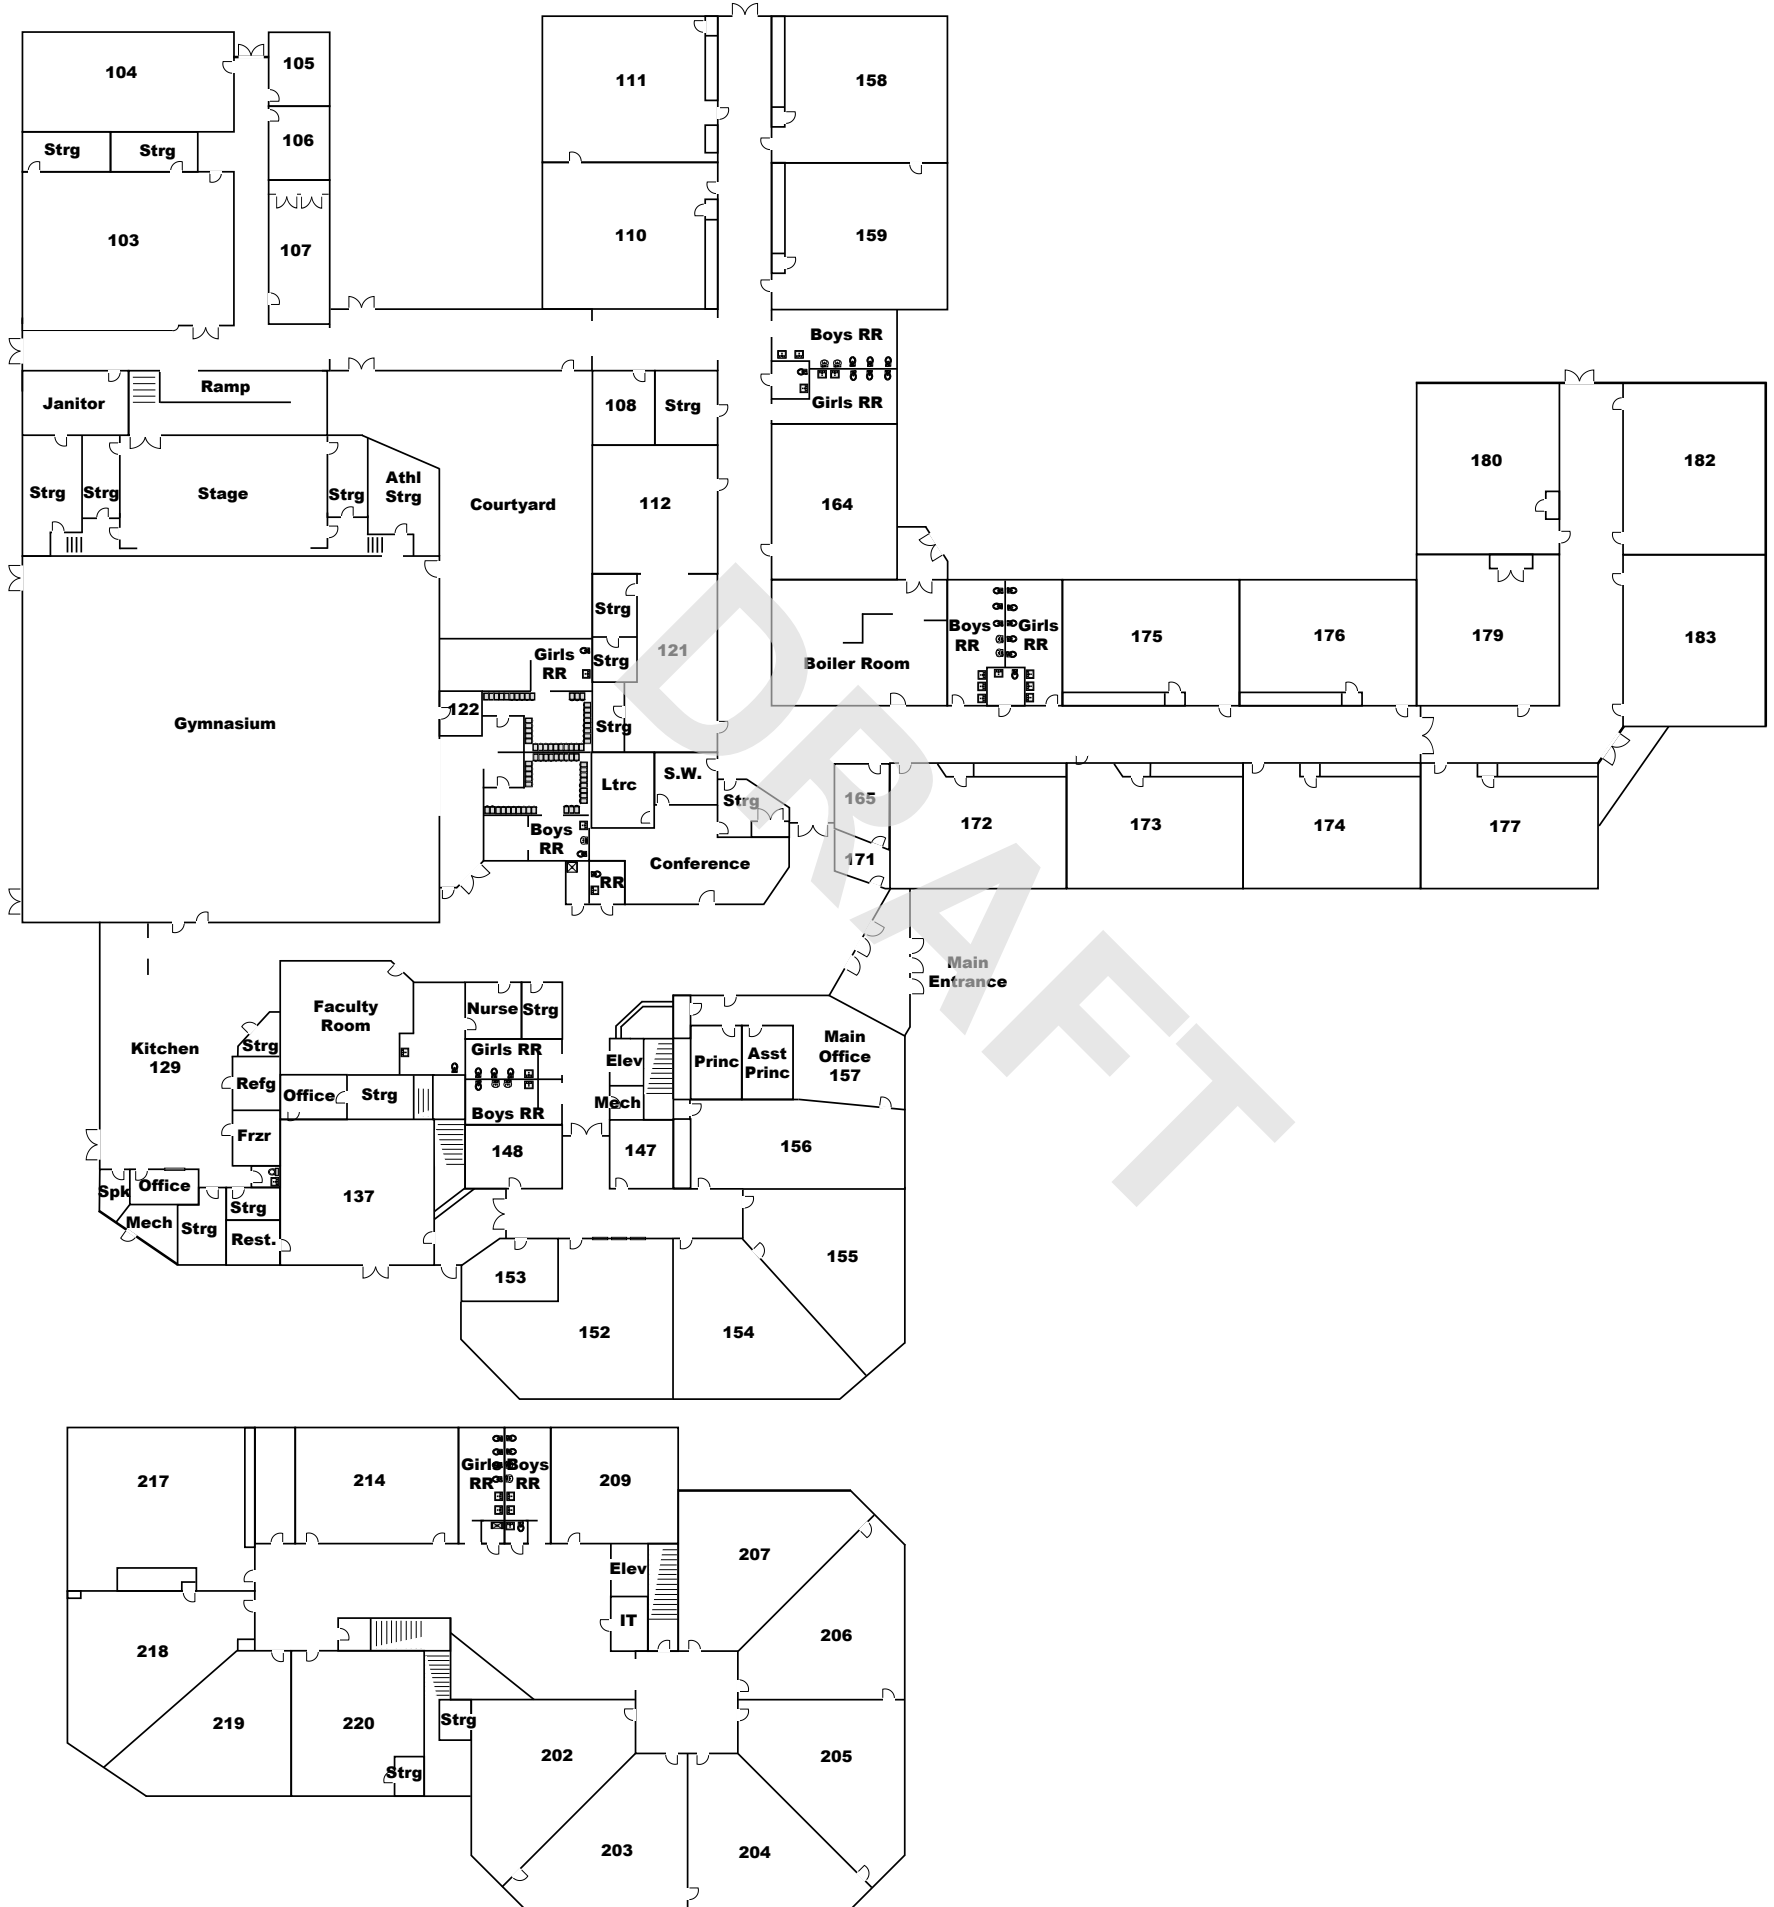 104
105
106
Strg
Strg
103
107
111
158
110
159
Boys RR
Girls RR
Janitor
Ramp
108
Strg
Strg
Strg
Stage
Strg
Athl
Strg
Courtyard
112
164
180
182
179
183
Strg
Strg
121
Strg
Girls
RR
122
Gymnasium
Boiler Room
Boys
RR
Girls
RR
175
176
Ltrc
S.W.
Strg
Boys
RR
RR
Conference
165
171
172
173
174
177
Main
Entrance
DRAFT
Kitchen
129
Faculty
Room
Nurse
Strg
Strg
Refg
Frzr
Office
Strg
Girls RR
Boys RR
148
Elev
Mech
147
Princ
Asst
Princ
Main
Office
157
156
Spk
Office
Mech
Strg
Strg
Rest.
137
153
152
154
155
217
214
Girls
RR
Boys
RR
209
207
Elev
IT
206
218
219
220
Strg
Strg
202
205
203
204